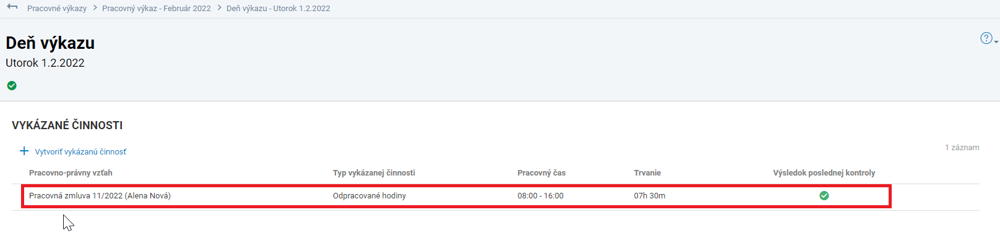 Pracovné výkazy > Pracovný výkaz - Február 2022 > Deň výkazu - Utorok 1.2.2022
Deň výkazu
?
Utorok 1.2.2022
VYKÁZANÉ ČINNOSTI
+ Vytvoriť vykázanú činnosť
1 záznam
Pracovno-právny vzťah Typ vykázanej činnosti Pracovný čas Trvanie Výsledok poslednej kontroly
Pracovná zmluva 11/2022 (Alena Nová) Odpracované hodiny 08:00 - 16:00 07h 30m